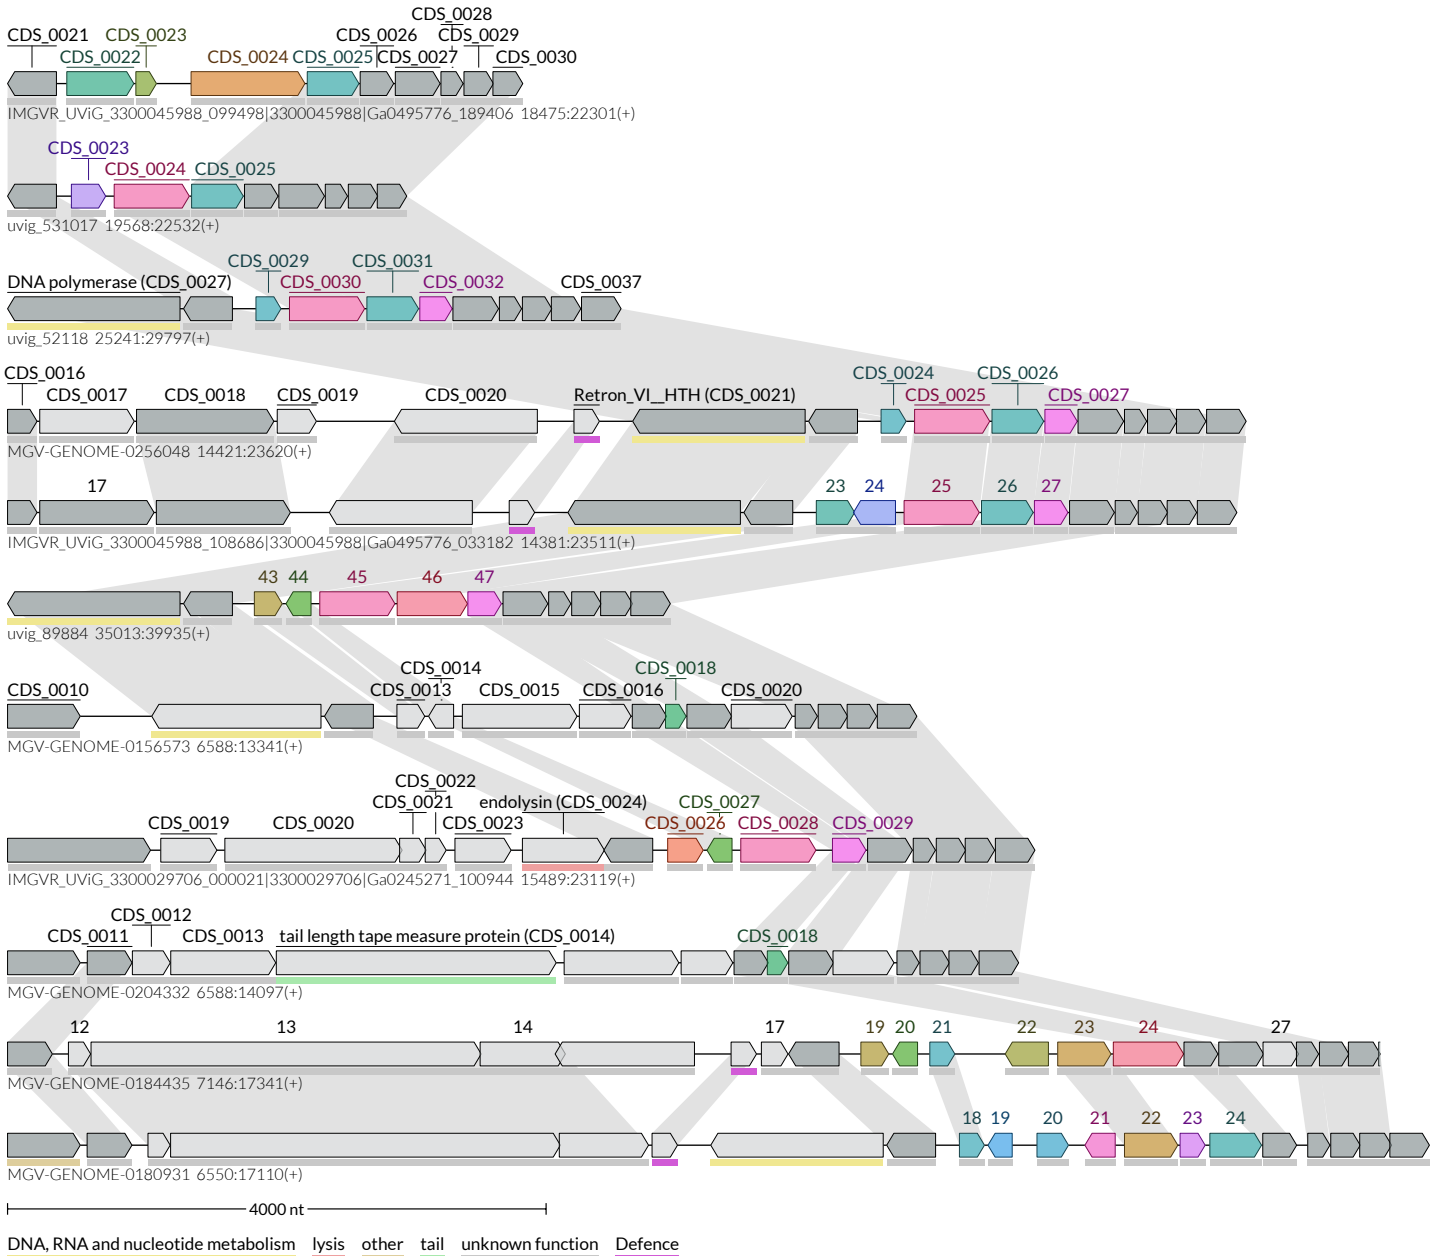 CDS_0028
CDS_0021 CDS_0023 CDS_0026 CDS_0029
CDS_0022 CDS_0024 CDS_0025 CDS_0027 CDS_0030
IMGVR_UViG_3300045988_099498|3300045988|Ga0495776_189406 18475:22301(+)
CDS_0023
CDS_0024 CDS_0025
uvig_531017 19568:22532(+)
CDS_0029 CDS_0031
DNA polymerase (CDS_0027) CDS_0030 CDS_0032 CDS_0037
uvig_52118 25241:29797(+)
CDS_0016 CDS_0024 CDS_0026
CDS_0017 CDS_0018 CDS_0019 CDS_0020 Retron_VI__HTH (CDS_0021) CDS_0025 CDS_0027
MGV-GENOME-0256048 14421:23620(+)
17 23 24 25 26 27
IMGVR_UViG_3300045988_108686|3300045988|Ga0495776_033182 14381:23511(+)
43 44 45 46 47
uvig_89884 35013:39935(+)
CDS_0014 CDS_0018
CDS_0010 CDS_0013 CDS_0015 CDS_0016 CDS_0020
MGV-GENOME-0156573 6588:13341(+)
CDS_0022
CDS_0021 endolysin (CDS_0024) CDS_0027
CDS_0019 CDS_0020 CDS_0023 CDS_0026 CDS_0028 CDS_0029
IMGVR_UViG_3300029706_000021|3300029706|Ga0245271_100944 15489:23119(+)
CDS_0012
CDS_0011 CDS_0013 tail length tape measure protein (CDS_0014) CDS_0018
MGV-GENOME-0204332 6588:14097(+)
12 13 14 17 19 20 21 22 23 24 27
MGV-GENOME-0184435 7146:17341(+)
18 19 20 21 22 23 24
MGV-GENOME-0180931 6550:17110(+)
4000 nt
DNA, RNA and nucleotide metabolism lysis other tail unknown function Defence